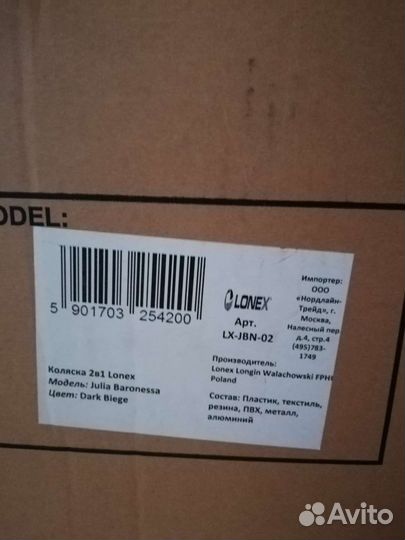 ODEL:
5 901703 254200
LONEX
Арт.
LX-JBN-02
Импортер:
ООО
«Нордлайн-
Трейд», г.
Москва,
Налесный пер
д.4, стр.4
(495)783-
1749
Коляска 2в1 Lonex
Модель: Julia Baronessa
Цвет: Dark Biege
Производитель:
Lonex Longin Walachowski FPH
Poland
Состав: Пластик, текстиль,
резина, ПВХ, металл,
алюминий
Avito